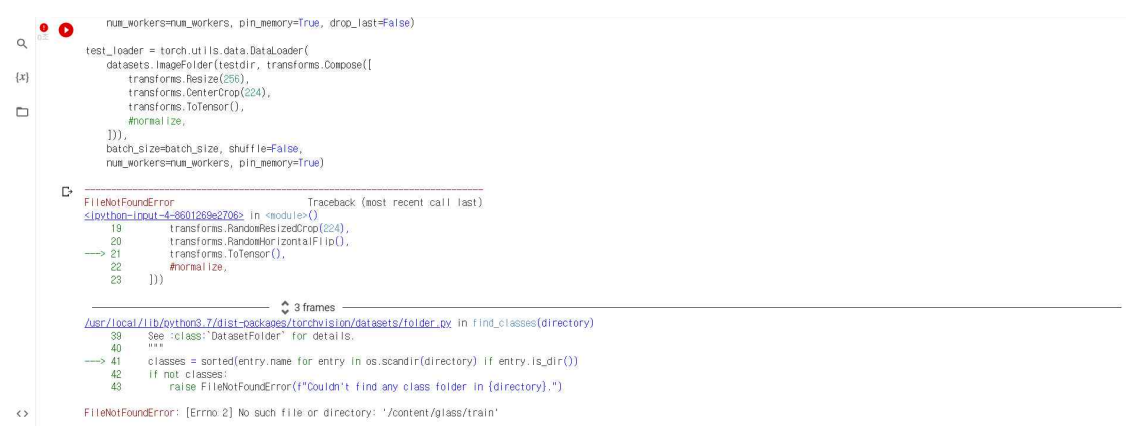 num_workers=num_workers, pin_memory=True, drop_last=False)
test_loader = torch.utils.data.DataLoader(
datasets.ImageFolder(testdir, transforms.Compose([
transforms.Resize(256),
transforms.CenterCrop(224),
transforms.ToTensor(),
#normalize,
])),
batch_size=batch_size, shuffle=False,
num_workers=num_workers, pin_memory=True)
{x}
FileNotFoundError Traceback (most recent call last)
<ipython-input-4-8601269e2706> in <module>()
19 transforms.RandomResizedCrop(224),
20 transforms.RandomHorizontalFlip(),
---> 21 transforms.ToTensor(),
22 #normalize,
23 ]))
3 frames
/usr/local/lib/python3.7/dist-packages/torchvision/datasets/folder.py in find_classes(directory)
39 See :class:`DatasetFolder` for details.
40 """
---> 41 classes = sorted(entry.name for entry in os.scandir(directory) if entry.is_dir())
42 if not classes:
43 raise FileNotFoundError(f"Couldn't find any class folder in {directory}.")
FileNotFoundError: [Errno 2] No such file or directory: '/content/glass/train'